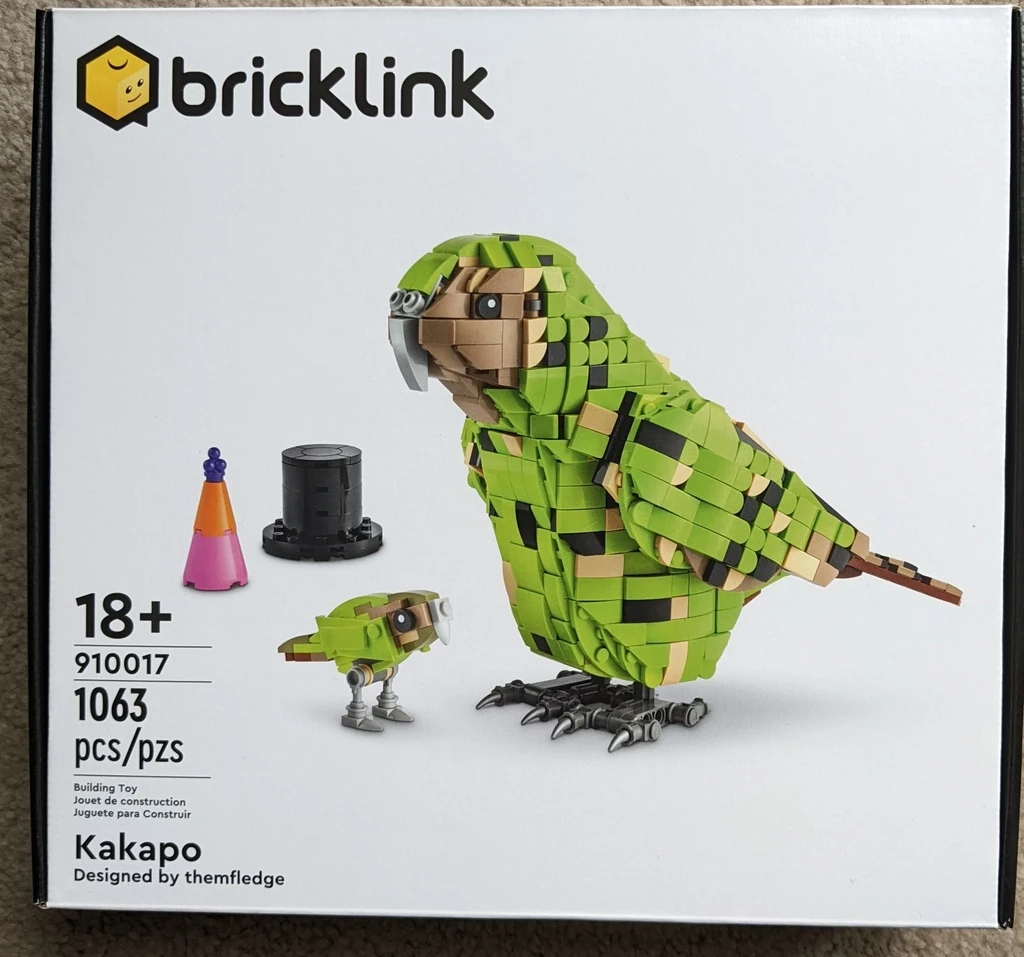 bricklink
18+
910017
1063
pcs/pzs
Building Toy
Jouet de construction
Juguete para Construir
Kakapo
Designed by themfledge